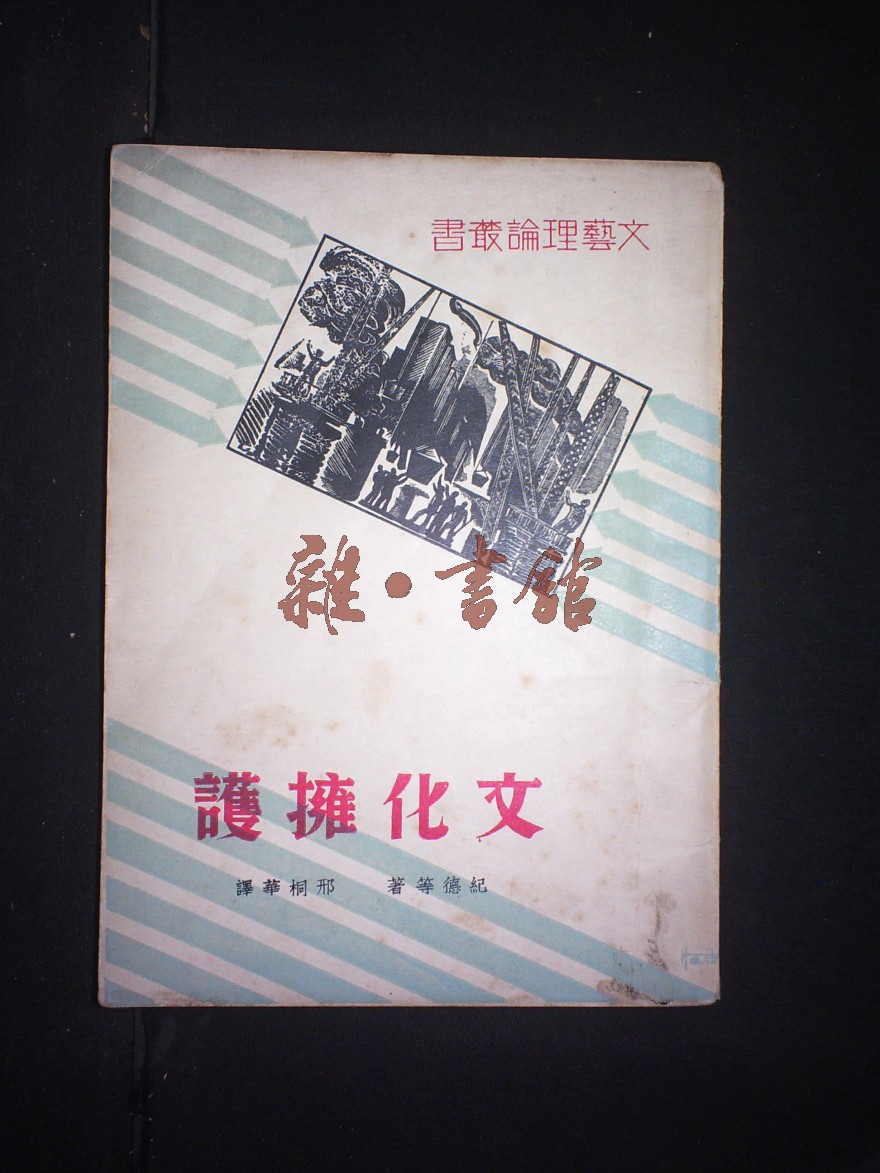 文藝理論叢書
雜·書館
文化擁護
紀德等著 邢桐華譯